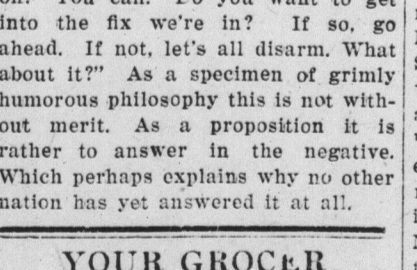 on. You can. Do you want to get
into the fix we're in? If so, go
ahead. If not, let's all disarm. What
about it?" As a specimen of grimly
humorous philosophy this is not with-
out merit. As a proposition it is
rather to answer in the negative.
Which perhaps explains why no other
nation has yet answered it at all.
YOUR GROCER